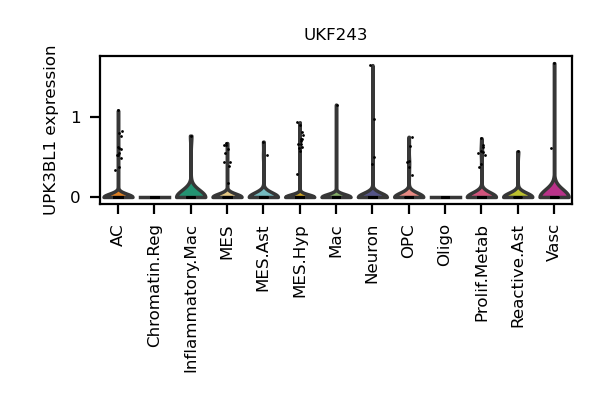 UKF243
UPK3BL1 expression
1
0
AC
Chromatin.Reg
Inflammatory.Mac
MES
MES.Ast
MES.Hyp
Mac
Neuron
OPC
Oligo
Prolif.Metab
Reactive.Ast
Vasc